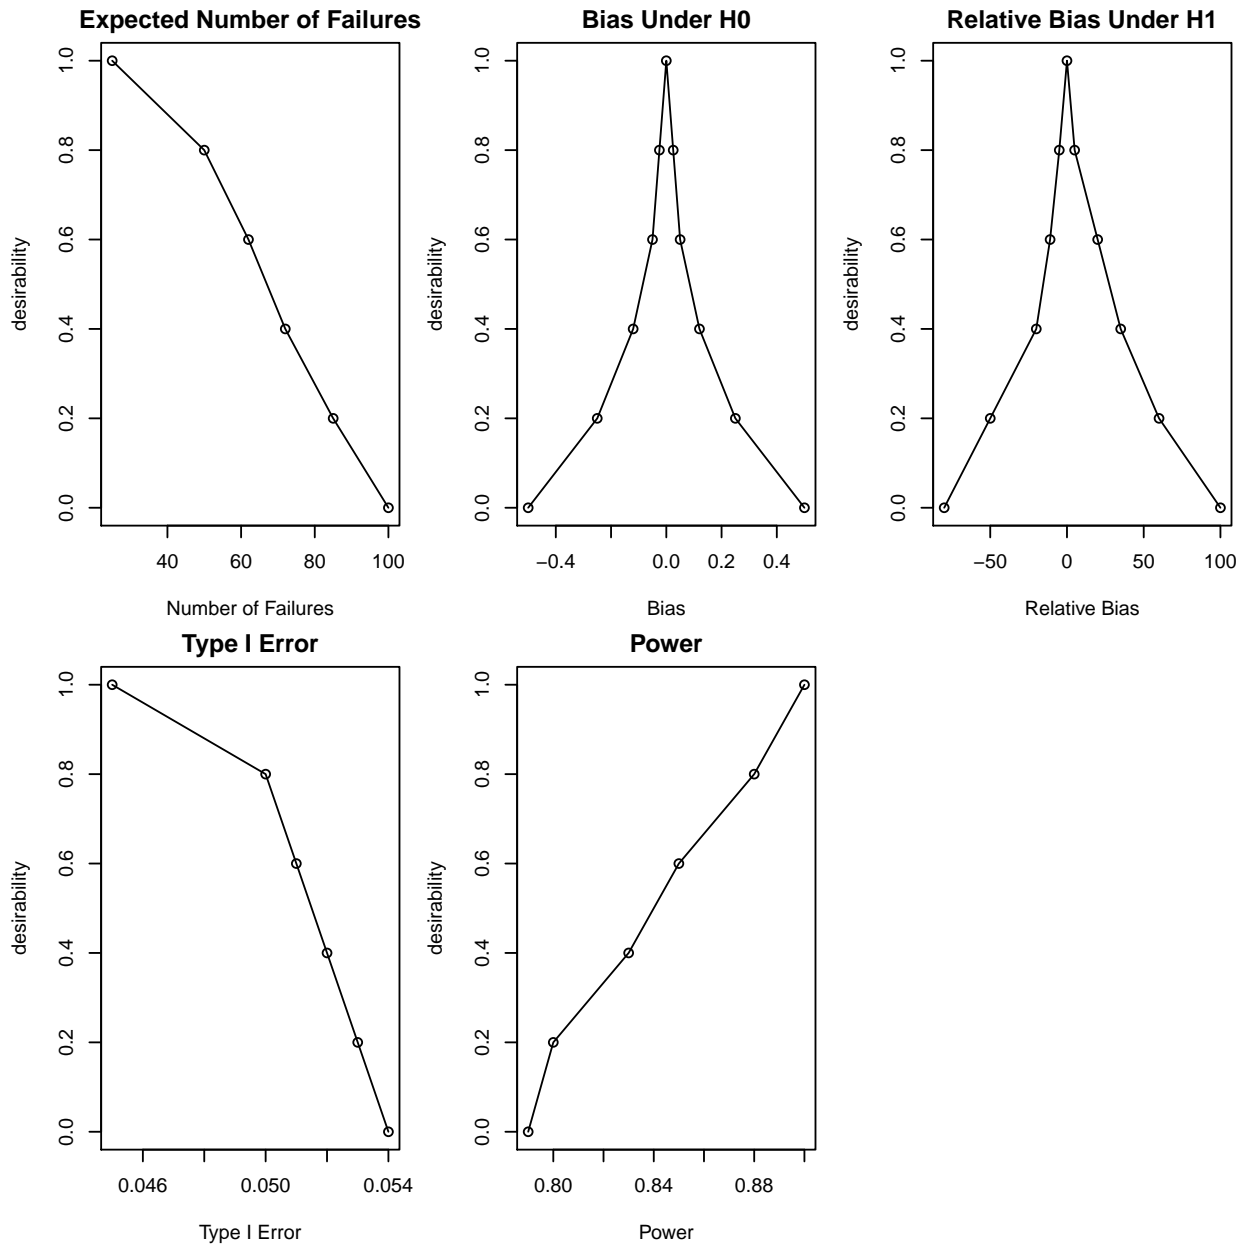 Expected Number of Failures
1.0
0.8
0.6
0.4
0.2
0.0
desirability
40 60 80 100
Number of Failures
Bias Under H0
1.0
0.8
0.6
0.4
0.2
0.0
desirability
−0.4 0.0 0.2 0.4
Bias
Relative Bias Under H1
1.0
0.8
0.6
0.4
0.2
0.0
desirability
−50 0 50 100
Relative Bias
Type I Error
1.0
0.8
0.6
0.4
0.2
0.0
desirability
0.046 0.050 0.054
Type I Error
Power
1.0
0.8
0.6
0.4
0.2
0.0
desirability
0.80 0.84 0.88
Power